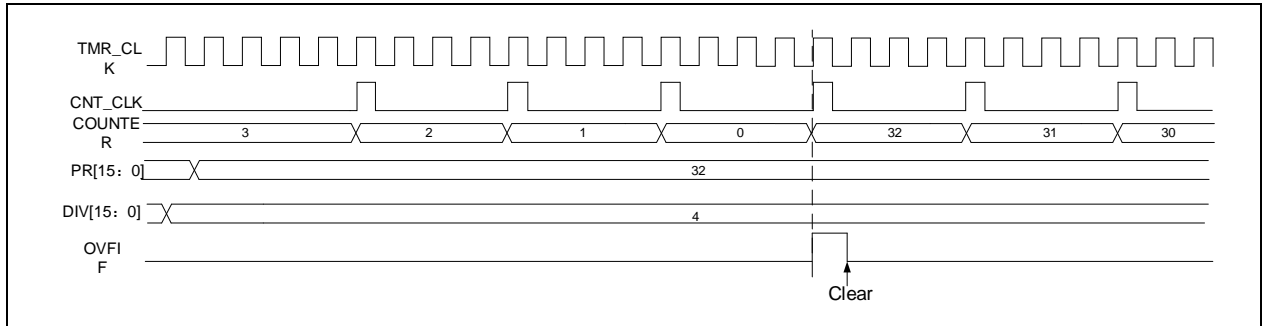 TMR_CL
K
CNT_CLK
COUNTE
R
3 2 1 0 32 31 30
PR[15：0]
32
DIV[15：0]
4
OVFI
F
Clear